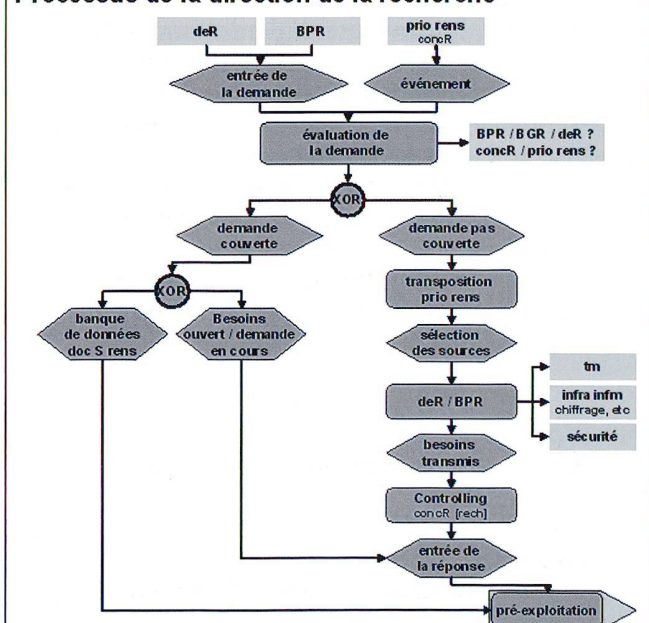 Processus de la direction de la recherche
deR
BPR
prio rens
concR
entrée de
la demande
événement
évaluation de
la demande
BPR / BGR / deR ?
concR / prio rens ?
XOR
demande
couverte
demande pas
couverte
XOR
transposition
prio rens
banque
de données
doc S rens
Besoins
ouvert / demande
en cours
sélection
des sources
tm
deR / BPR
infra infm
chiffrage, etc
sécurité
besoins
transmis
Controlling
concR [rech]
entrée de
la réponse
pré-exploitation